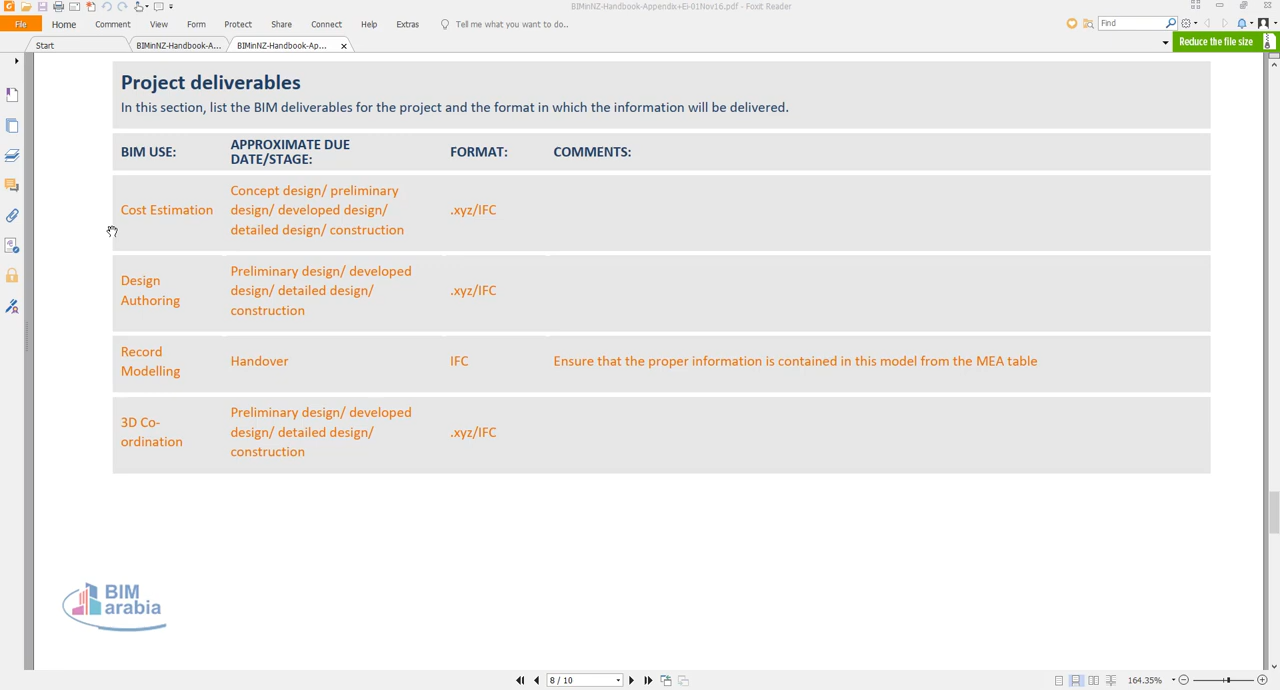 BIMinNZ-Handbook-Appendix+Ei-01Nov16.pdf - Foxit Reader
File Home Comment View Form Protect Share Connect Help Extras Tell me what you want to do.. Find
Start BIMinNZ-Handbook-A... BIMinNZ-Handbook-Ap... Reduce the file size
Project deliverables
In this section, list the BIM deliverables for the project and the format in which the information will be delivered.
BIM USE: APPROXIMATE DUE DATE/STAGE: FORMAT: COMMENTS:
Cost Estimation
Concept design/ preliminary
design/ developed design/
detailed design/ construction
.xyz/IFC
Design
Authoring
Preliminary design/ developed
design/ detailed design/
construction
.xyz/IFC
Record
Modelling
Handover
IFC
Ensure that the proper information is contained in this model from the MEA table
3D Co-
ordination
Preliminary design/ developed
design/ detailed design/
construction
.xyz/IFC
BIM
arabia
8 / 10
164.35%